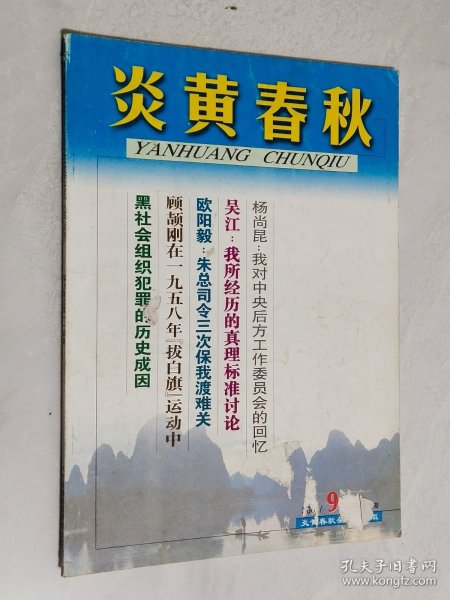 炎黄春秋
YANHUANG CHUNQIU
杨尚昆：我对中央后方工作委员会的回忆
吴江：我所经历的真理标准讨论
欧阳毅：朱总司令三次保我渡难关
顾颉刚在一九五八年『拔白旗』运动中
黑社会组织犯罪的历史成因
9
炎黄春秋
孔夫子旧书网
www.kongfz.com